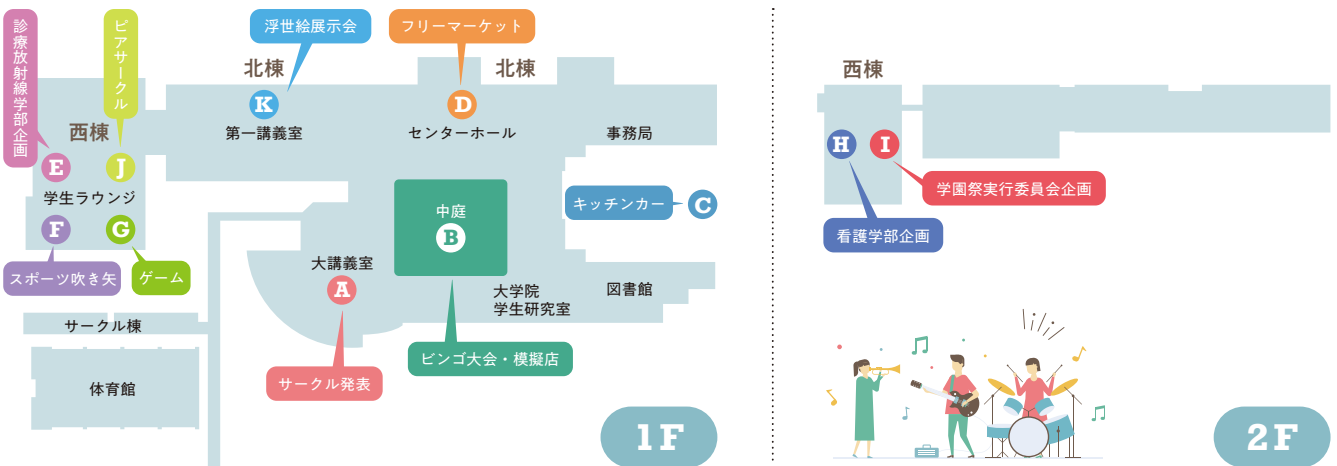 診療放射線学部企画
ピアサークル
浮世絵展示会
フリーマーケット
北棟
北棟
西棟
K
D
第一講義室
センターホール
事務局
E
J
学生ラウンジ
F
G
スポーツ吹き矢
ゲーム
キッチンカー
C
中庭
B
大講義室
A
大学院
学生研究室
図書館
サークル棟
体育館
ビンゴ大会・模擬店
サークル発表
1F
西棟
H
I
学園祭実行委員会企画
看護学部企画
2F